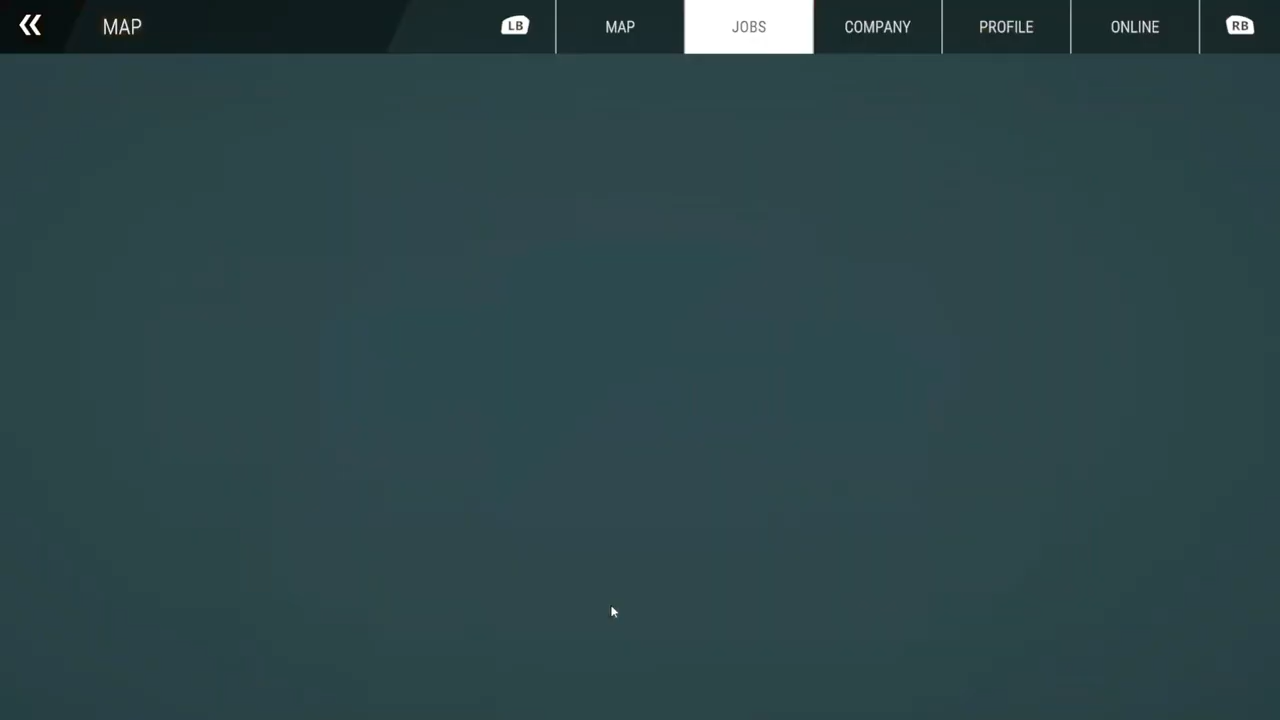 MAP
LB
MAP
JOBS
COMPANY
PROFILE
ONLINE
RB